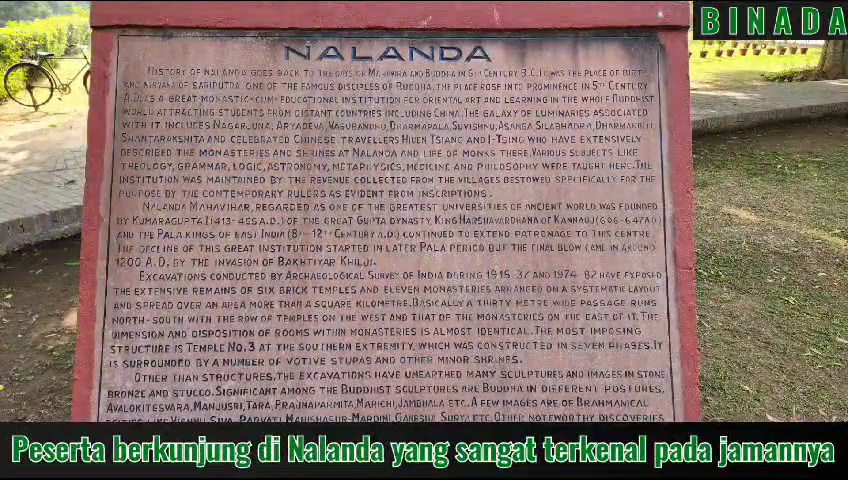 BINADA
NALANDA
HISTORY OF NALANDA GOES BACK TO THE DAYS OF MAHAVIRA AND BUDDHA IN 6TH CENTURY B.C. IT WAS THE PLACE OF BIRTH
AND NIRVANA OF SARIPUTRA, ONE OF THE FAMOUS DISCIPLES OF BUDDHA. THE PLACE ROSE INTO PROMINENCE IN 5TH CENTURY
A.D. AS A GREAT MONASTIC-CUM-EDUCATIONAL INSTITUTION FOR ORIENTAL ART AND LEARNING IN THE WHOLE BUDDHIST
WORLD ATTRACTING STUDENTS FROM DISTANT COUNTRIES INCLUDING CHINA. THE GALAXY OF LUMINARIES ASSOCIATED
WITH IT INCLUDES NAGARJUNA, ARYADEVA, VASUBANDHU, DHARMAPALA, SUVISHNU, ASANGA, SILABHADRA, DHARMAKIRTI,
SHANTARAKSHITA AND CELEBRATED CHINESE TRAVELLERS HIUEN TSIANG AND I-TSING WHO HAVE EXTENSIVELY
DESCRIBED THE MONASTERIES AND SHRINES AT NALANDA AND LIFE OF MONKS THERE. VARIOUS SUBJECTS LIKE
THEOLOGY, GRAMMAR, LOGIC, ASTRONOMY, METAPHYSICS, MEDICINE AND PHILOSOPHY WERE TAUGHT HERE. THE
INSTITUTION WAS MAINTAINED BY THE REVENUE COLLECTED FROM THE VILLAGES BESTOWED SPECIFICALLY FOR THE
PURPOSE BY THE CONTEMPORARY RULERS AS EVIDENT FROM INSCRIPTIONS.
NALANDA MAHAVIHAR, REGARDED AS ONE OF THE GREATEST UNIVERSITIES OF ANCIENT WORLD WAS FOUNDED
BY KUMARAGUPTA I (413-455 A.D.) OF THE GREAT GUPTA DYNASTY. KING HARSHAVARDHANA OF KANNAUJ (606-647AD)
AND THE PALA KINGS OF EAST INDIA (8TH-12TH CENTURY A.D.) CONTINUED TO EXTEND PATRONAGE TO THIS CENTRE.
THE DECLINE OF THIS GREAT INSTITUTION STARTED IN LATER PALA PERIOD BUT THE FINAL BLOW CAME IN AROUND
1200 A.D. BY THE INVASION OF BAKHTIYAR KHILJI.
EXCAVATIONS CONDUCTED BY ARCHAEOLOGICAL SURVEY OF INDIA DURING 1915-37 AND 1974-82 HAVE EXPOSED
THE EXTENSIVE REMAINS OF SIX BRICK TEMPLES AND ELEVEN MONASTERIES ARRANGED ON A SYSTEMATIC LAYOUT
AND SPREAD OVER AN AREA MORE THAN A SQUARE KILOMETRE. BASICALLY A THIRTY METRE WIDE PASSAGE RUNS
NORTH-SOUTH WITH THE ROW OF TEMPLES ON THE WEST AND THAT OF THE MONASTERIES ON THE EAST OF IT. THE
DIMENSION AND DISPOSITION OF ROOMS WITHIN MONASTERIES IS ALMOST IDENTICAL. THE MOST IMPOSING
STRUCTURE IS TEMPLE NO.3 AT THE SOUTHERN EXTREMITY, WHICH WAS CONSTRUCTED IN SEVEN PHASES. IT
IS SURROUNDED BY A NUMBER OF VOTIVE STUPAS AND OTHER MINOR SHRINES.
OTHER THAN STRUCTURES, THE EXCAVATIONS HAVE UNEARTHED MANY SCULPTURES AND IMAGES IN STONE
BRONZE AND STUCCO. SIGNIFICANT AMONG THE BUDDHIST SCULPTURES ARE BUDDHA IN DIFFERENT POSTURES,
AVALOKITESWARA, MANJUSRI, TARA, PRAJNAPARMITA, MARICHI, JAMBHALA ETC. A FEW IMAGES ARE OF BRAHMANICAL
DEITIES LIKE VISHNU, SIVA, PARVATI, MAHISHASUR-MARDINI, GANESHA, SURYA ETC. OTHER NOTEWORTHY DISCOVERIES
Peserta berkunjung di Nalanda yang sangat terkenal pada jamannya